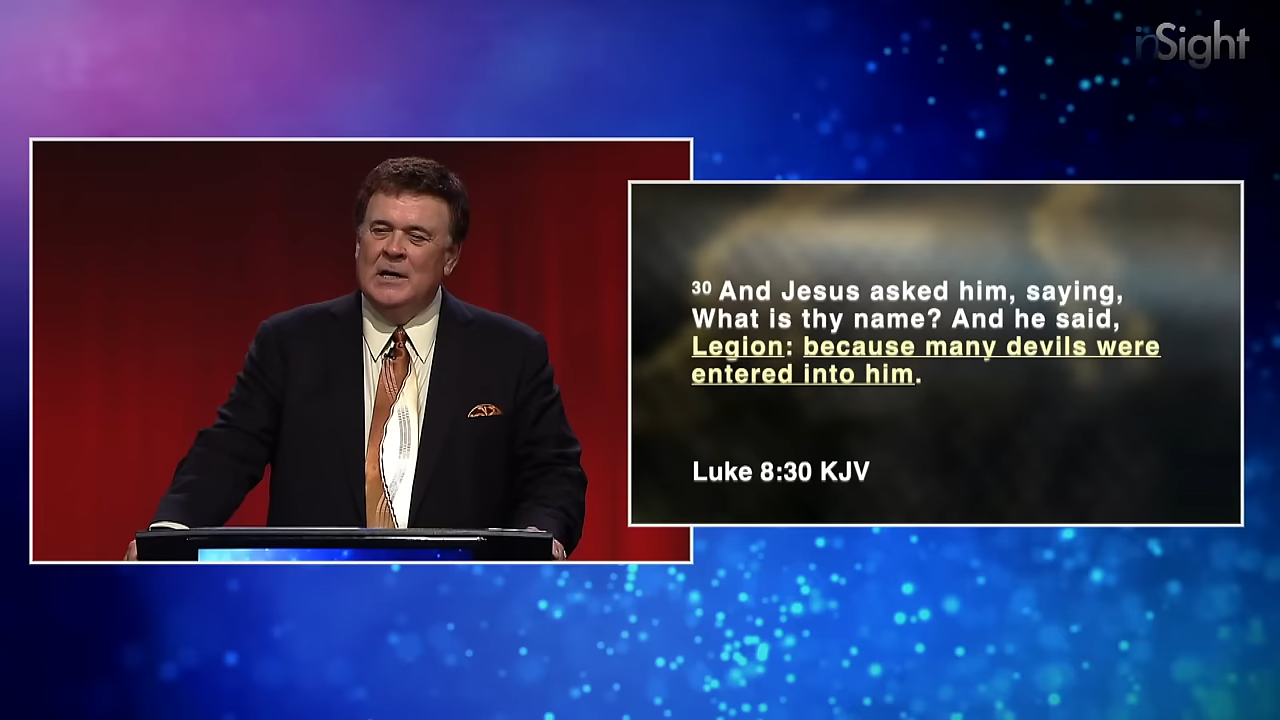 inSight
30 And Jesus asked him, saying,
What is thy name? And he said,
Legion: because many devils were
entered into him.
Luke 8:30 KJV